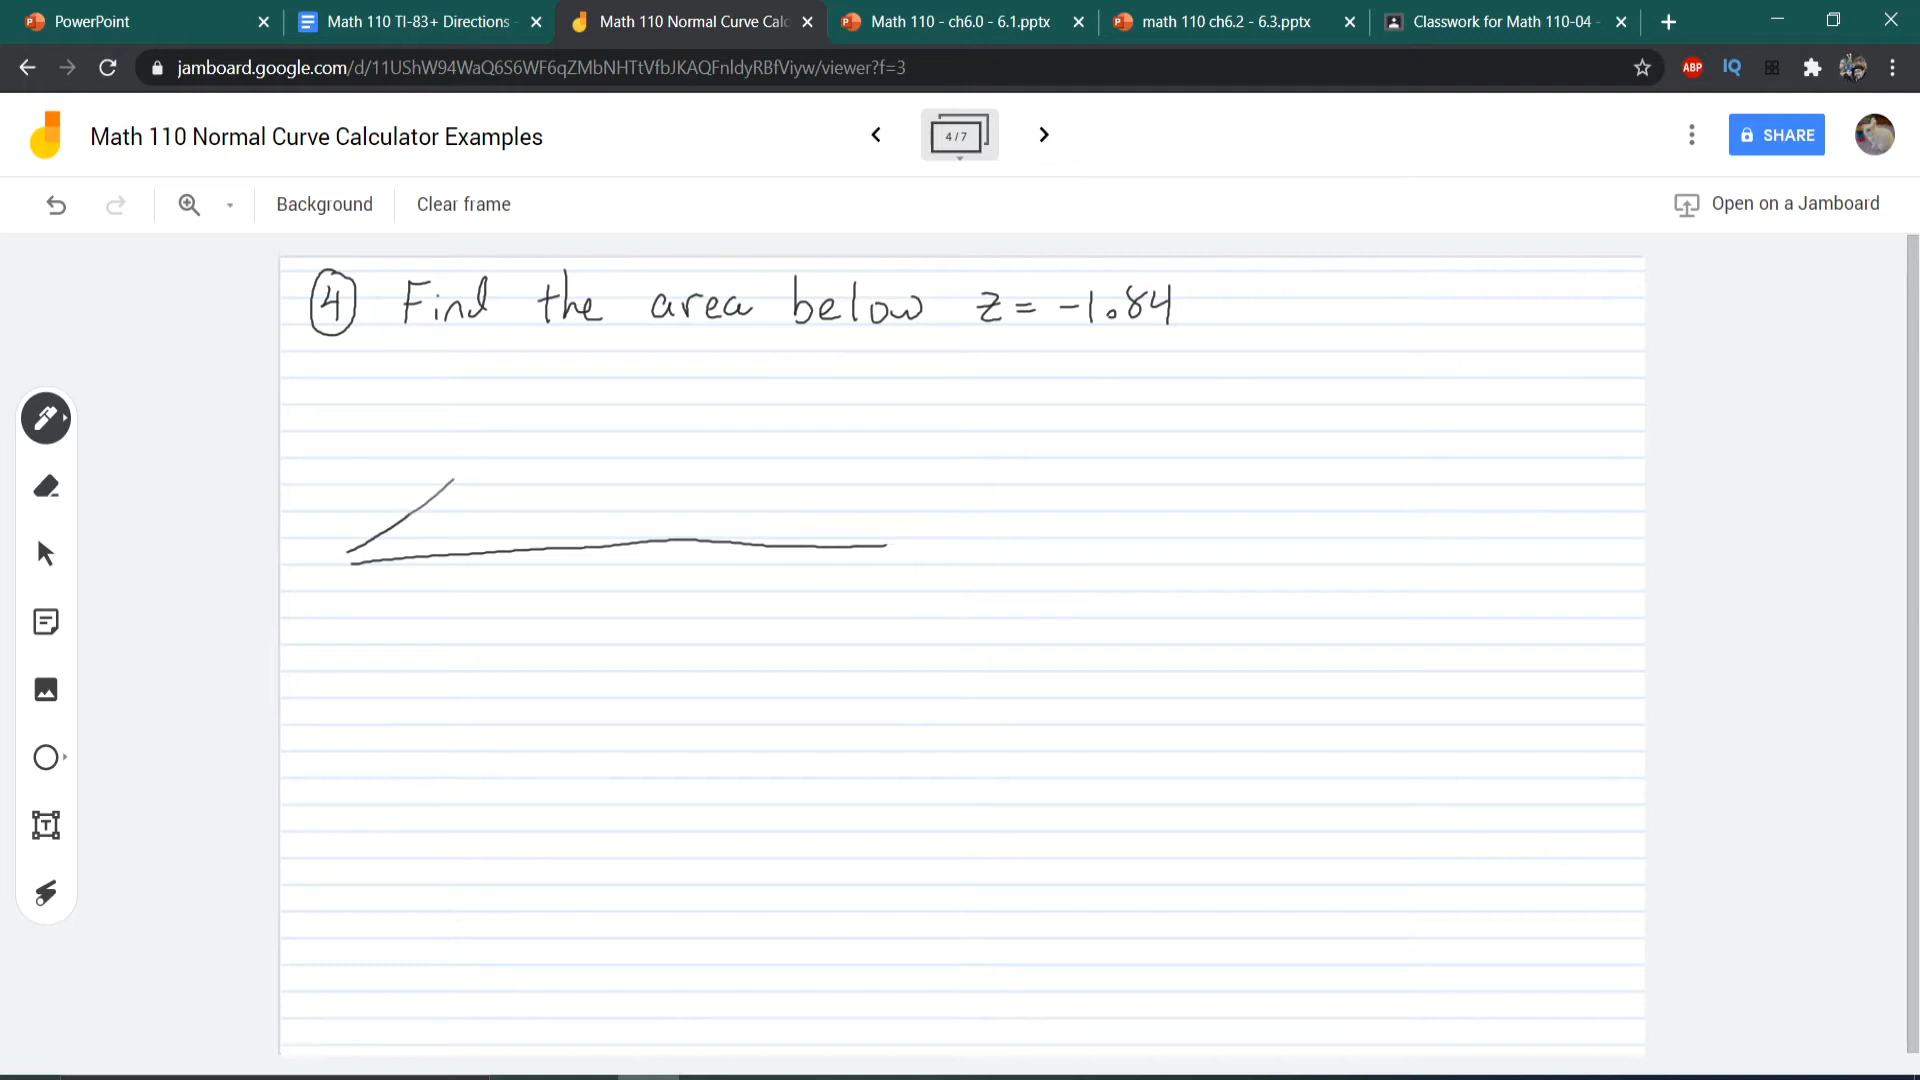 PowerPoint
Math 110 TI-83+ Directions
Math 110 Normal Curve Calc
Math 110 - ch6.0 - 6.1.pptx
math 110 ch6.2 - 6.3.pptx
Classwork for Math 110-04 -
jamboard.google.com/d/11UShW94WaQ6S6WF6qZMbNHTtVfbJKAQFnldyRBfViyw/viewer?f=3
ABP
IQ
Math 110 Normal Curve Calculator Examples
4/7
SHARE
Background
Clear frame
Open on a Jamboard
4 Find the area below z = -1.84